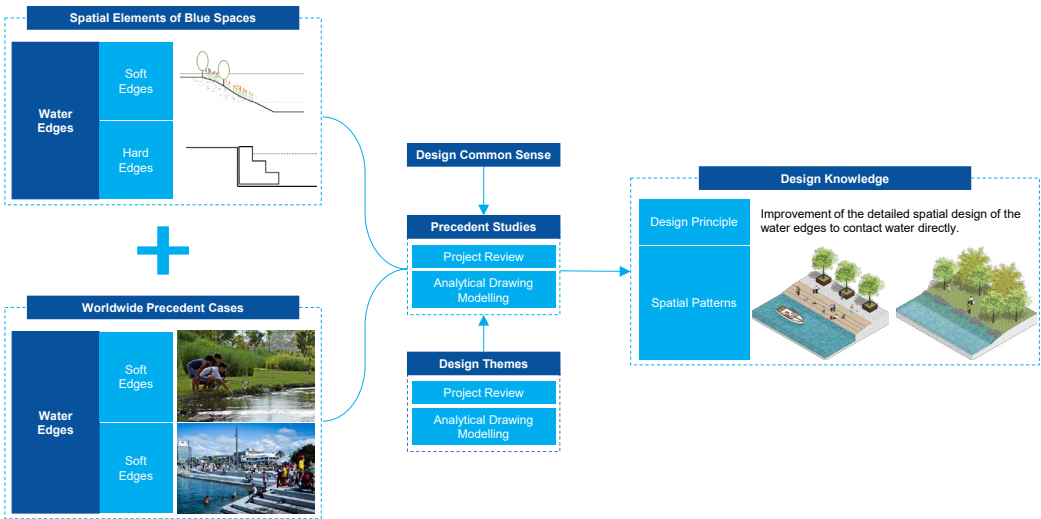 Spatial Elements of Blue Spaces
Water
Edges
Soft
Edges
Hard
Edges
Worldwide Precedent Cases
Water
Edges
Soft
Edges
Soft
Edges
Design Common Sense
Precedent Studies
Project Review
Analytical Drawing
Modelling
Design Themes
Project Review
Analytical Drawing
Modelling
Design Knowledge
Design Principle
Improvement of the detailed spatial design of the
water edges to contact water directly.
Spatial Patterns